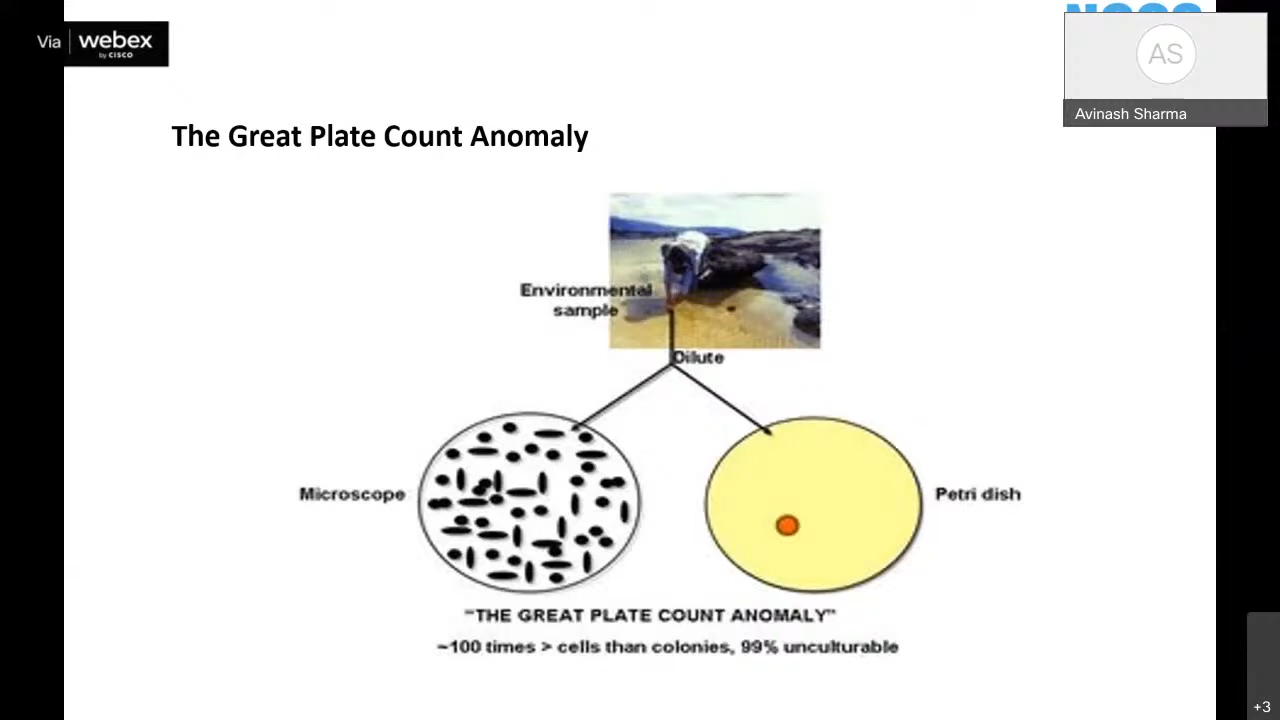 Via webex
by CISCO
AS
Avinash Sharma
The Great Plate Count Anomaly
Environmental
sample
Dilute
Microscope
Petri dish
"THE GREAT PLATE COUNT ANOMALY"
~100 times > cells than colonies, 99% unculturable
+3